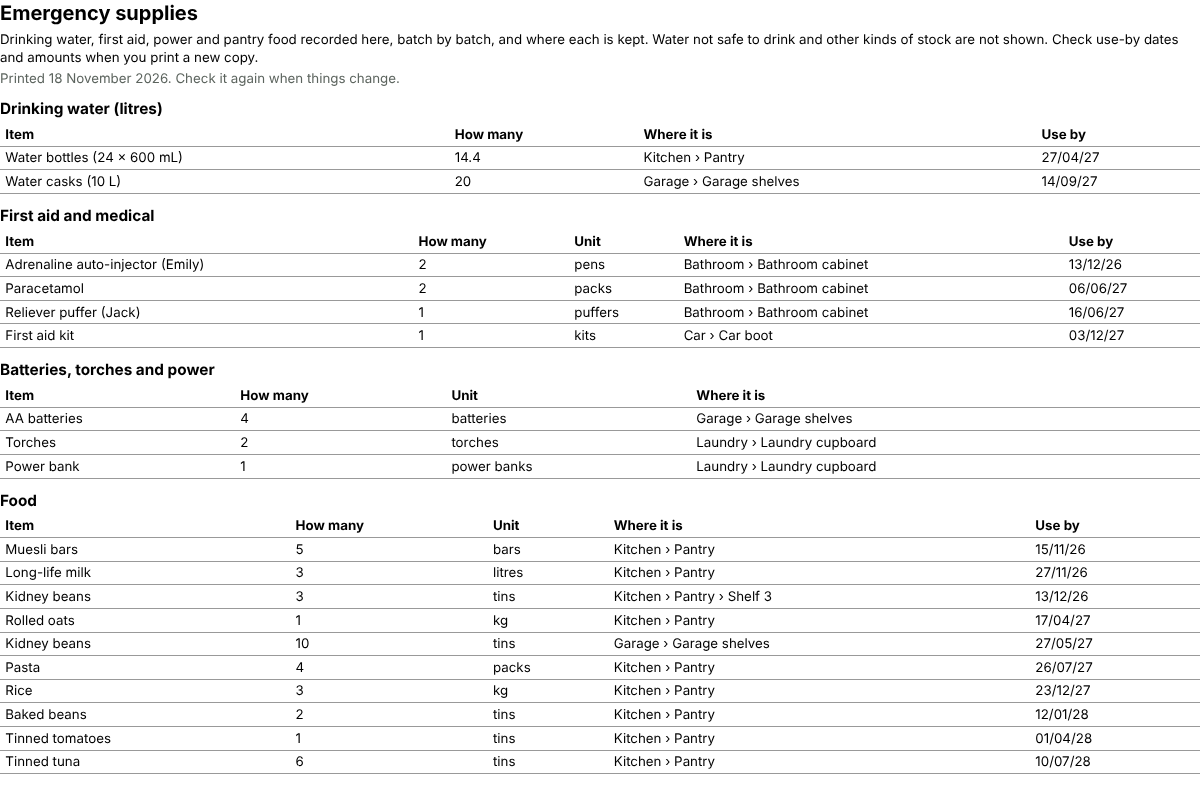 Emergency supplies
Drinking water, first aid, power and pantry food recorded here, batch by batch, and where each is kept. Water not safe to drink and other kinds of stock are not shown. Check use-by dates
and amounts when you print a new copy.
Printed 18 November 2026. Check it again when things change.
Drinking water (litres)
Item How many Where it is Use by
Water bottles (24 × 600 mL) 14.4 Kitchen › Pantry 27/04/27
Water casks (10 L) 20 Garage › Garage shelves 14/09/27
First aid and medical
Item How many Unit Where it is Use by
Adrenaline auto-injector (Emily) 2 pens Bathroom › Bathroom cabinet 13/12/26
Paracetamol 2 packs Bathroom › Bathroom cabinet 06/06/27
Reliever puffer (Jack) 1 puffers Bathroom › Bathroom cabinet 16/06/27
First aid kit 1 kits Car › Car boot 03/12/27
Batteries, torches and power
Item How many Unit Where it is
AA batteries 4 batteries Garage › Garage shelves
Torches 2 torches Laundry › Laundry cupboard
Power bank 1 power banks Laundry › Laundry cupboard
Food
Item How many Unit Where it is Use by
Muesli bars 5 bars Kitchen › Pantry 15/11/26
Long-life milk 3 litres Kitchen › Pantry 27/11/26
Kidney beans 3 tins Kitchen › Pantry › Shelf 3 13/12/26
Rolled oats 1 kg Kitchen › Pantry 17/04/27
Kidney beans 10 tins Garage › Garage shelves 27/05/27
Pasta 4 packs Kitchen › Pantry 26/07/27
Rice 3 kg Kitchen › Pantry 23/12/27
Baked beans 2 tins Kitchen › Pantry 12/01/28
Tinned tomatoes 1 tins Kitchen › Pantry 01/04/28
Tinned tuna 6 tins Kitchen › Pantry 10/07/28